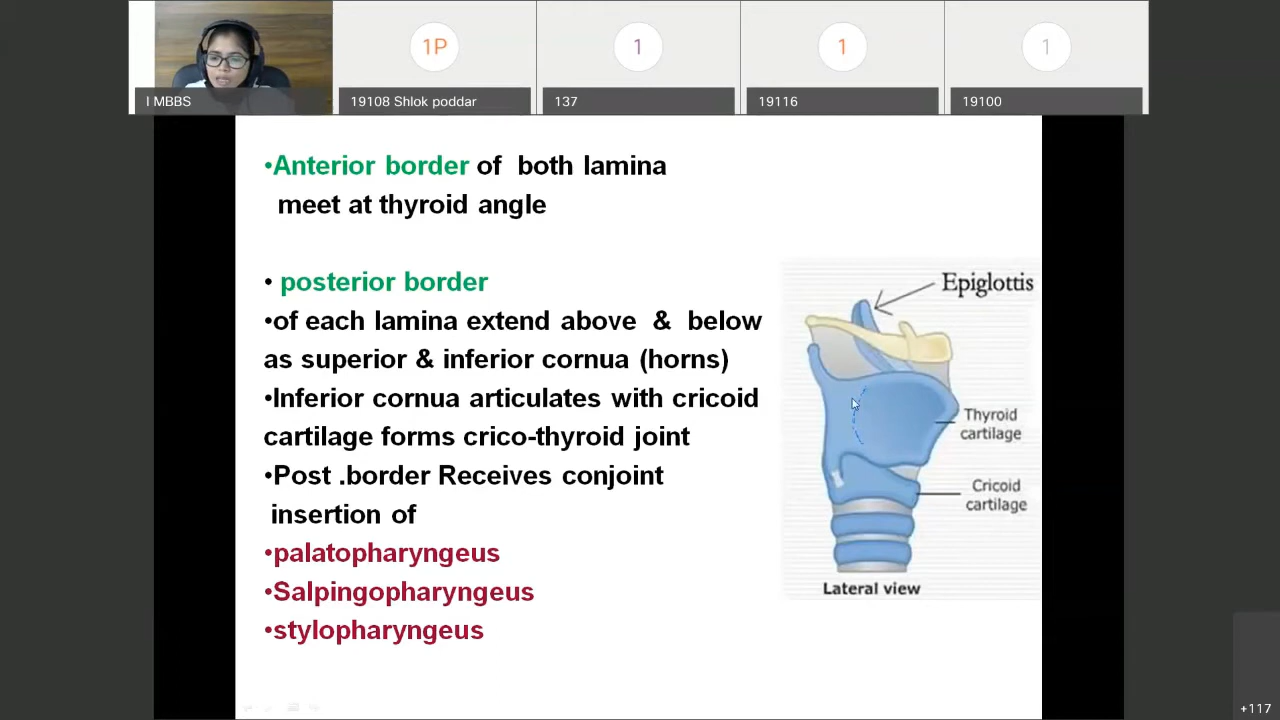 1P
1
1
1
I MBBS
19108 Shlok poddar
137
19116
19100
•Anterior border of both lamina
meet at thyroid angle
• posterior border
•of each lamina extend above & below
as superior & inferior cornua (horns)
•Inferior cornua articulates with cricoid
cartilage forms crico-thyroid joint
•Post .border Receives conjoint
insertion of
•palatopharyngeus
•Salpingopharyngeus
•stylopharyngeus
Epiglottis
Thyroid
cartilage
Cricoid
cartilage
Lateral view
+117